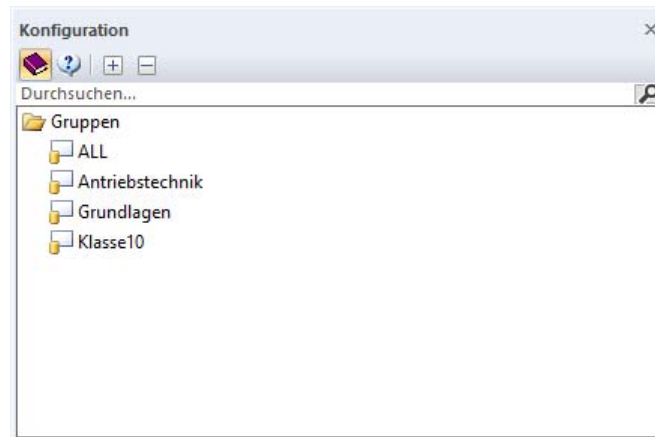 Konfiguration
Durchsuchen...
Gruppen
ALL
Antriebstechnik
Grundlagen
Klasse10